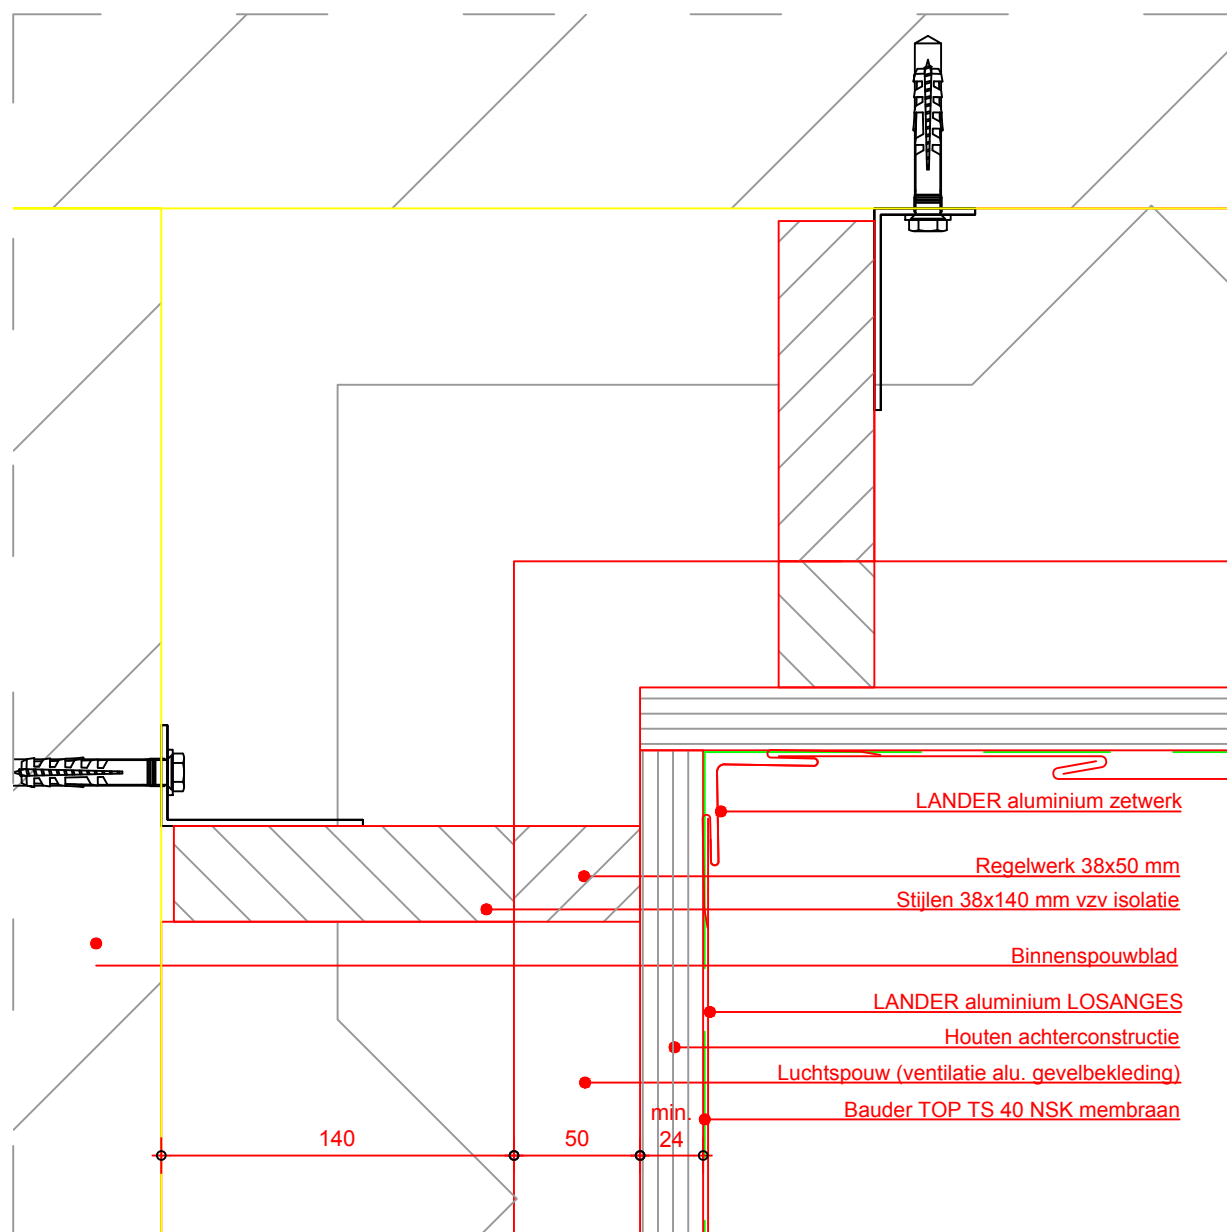 LANDER aluminium zetwerk
Regelwerk 38x50 mm
Stijlen 38x140 mm vzv isolatie
Binnenspouwblad
LANDER aluminium LOSANGES
Houten achterconstructie
Luchtspouw (ventilatie alu. gevelbekleding)
Bauder TOP TS 40 NSK membraan
140
50
min.
24